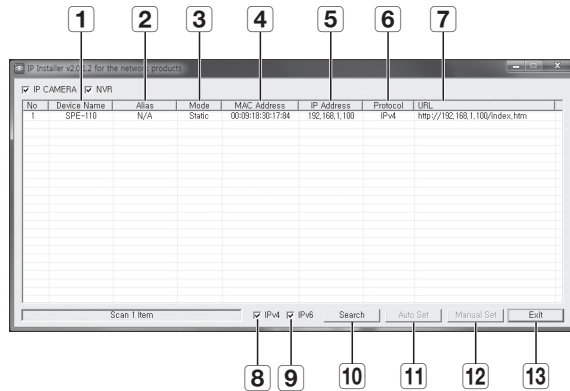 1 2 3 4 5 6 7
IP Installer v2.0.1.2 for the network products
IP CAMERA NVR
No Device Name Alias Mode MAC Address IP Address Protocol URL
1 SPE-110 N/A Static 00:09:18:30:17:84 192,168,1,100 IPv4 http://192,168,1,100/index,htm
Scan 1 Item IPv4 IPv6 Search Auto Set Manual Set Exit
8 9 10 11 12 13